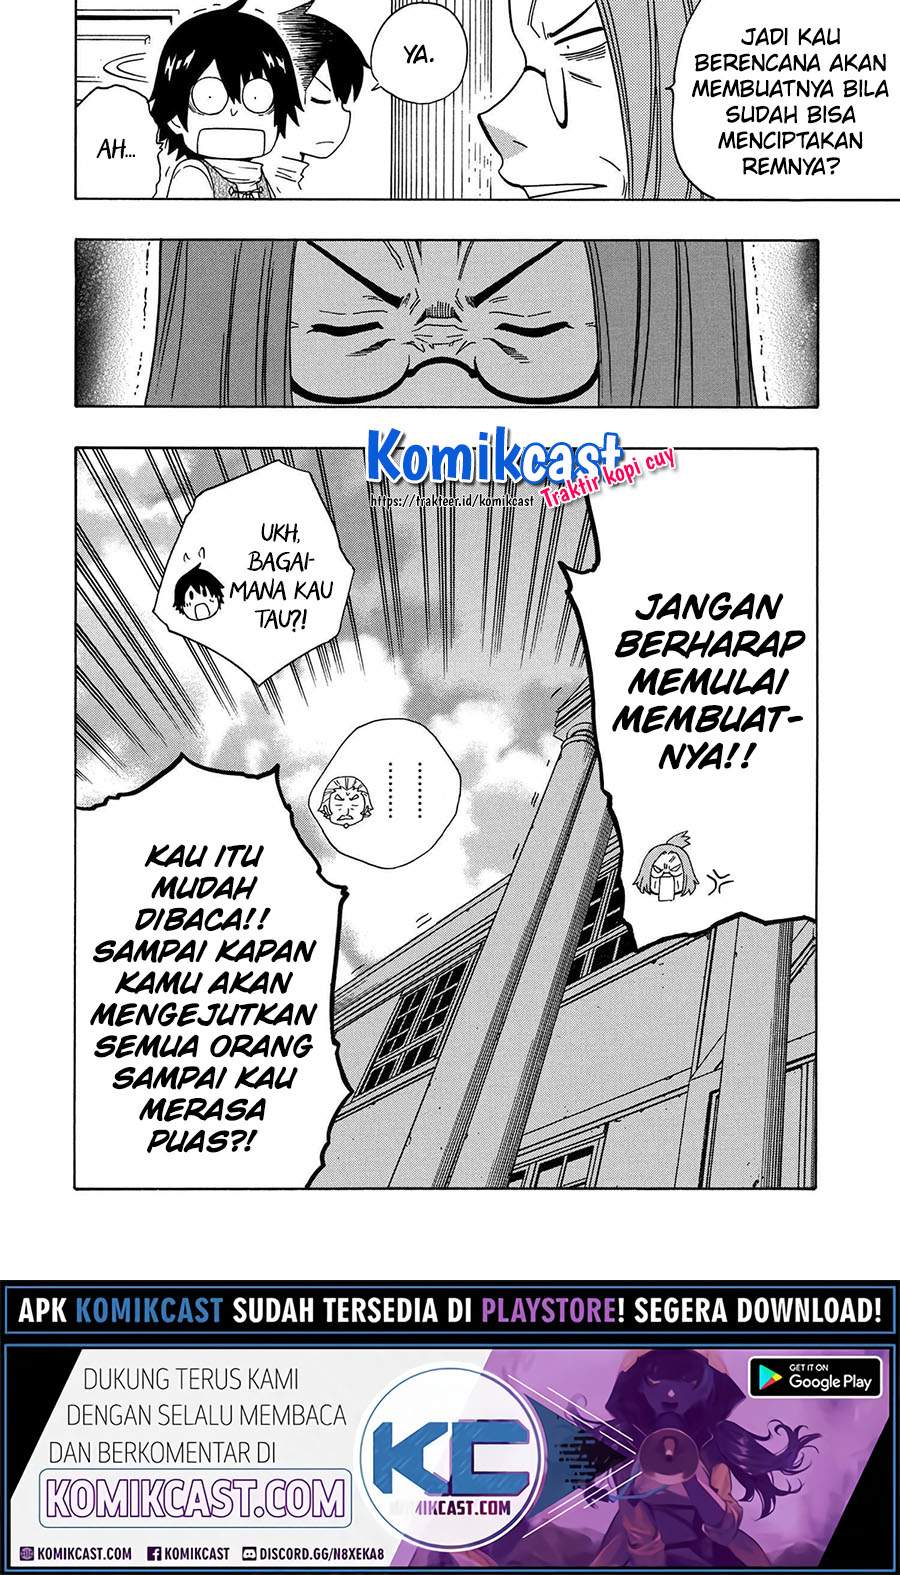 JADI KAU
BERENCANA AKAN
MEMBUATNYA BILA
SUDAH BISA
MENCIPTAKAN
REMNYA?
YA.
AH...
Komikcast
https://trakteer.id/komikcast
Traktir kopi cuy
UKH,
BAGAI-
MANA KAU
TAU?!
JANGAN
BERHARAP
MEMULAI
MEMBUAT-
NYA!!
KAU ITU
MUDAH
DIBACA!!
SAMPAI KAPAN
KAMU AKAN
MENGEJUTKAN
SEMUA ORANG
SAMPAI KAU
MERASA
PUAS?!
APK KOMIKCAST SUDAH TERSEDIA DI PLAYSTORE! SEGERA DOWNLOAD!
DUKUNG TERUS KAMI
DENGAN SELALU MEMBACA
DAN BERKOMENTAR DI
KOMIKCAST.COM
KC
KOMIKCAST.COM
GET IT ON
Google Play
KOMIKCAST.COM
KOMIKCAST
DISCORD.GG/N8XEKA8